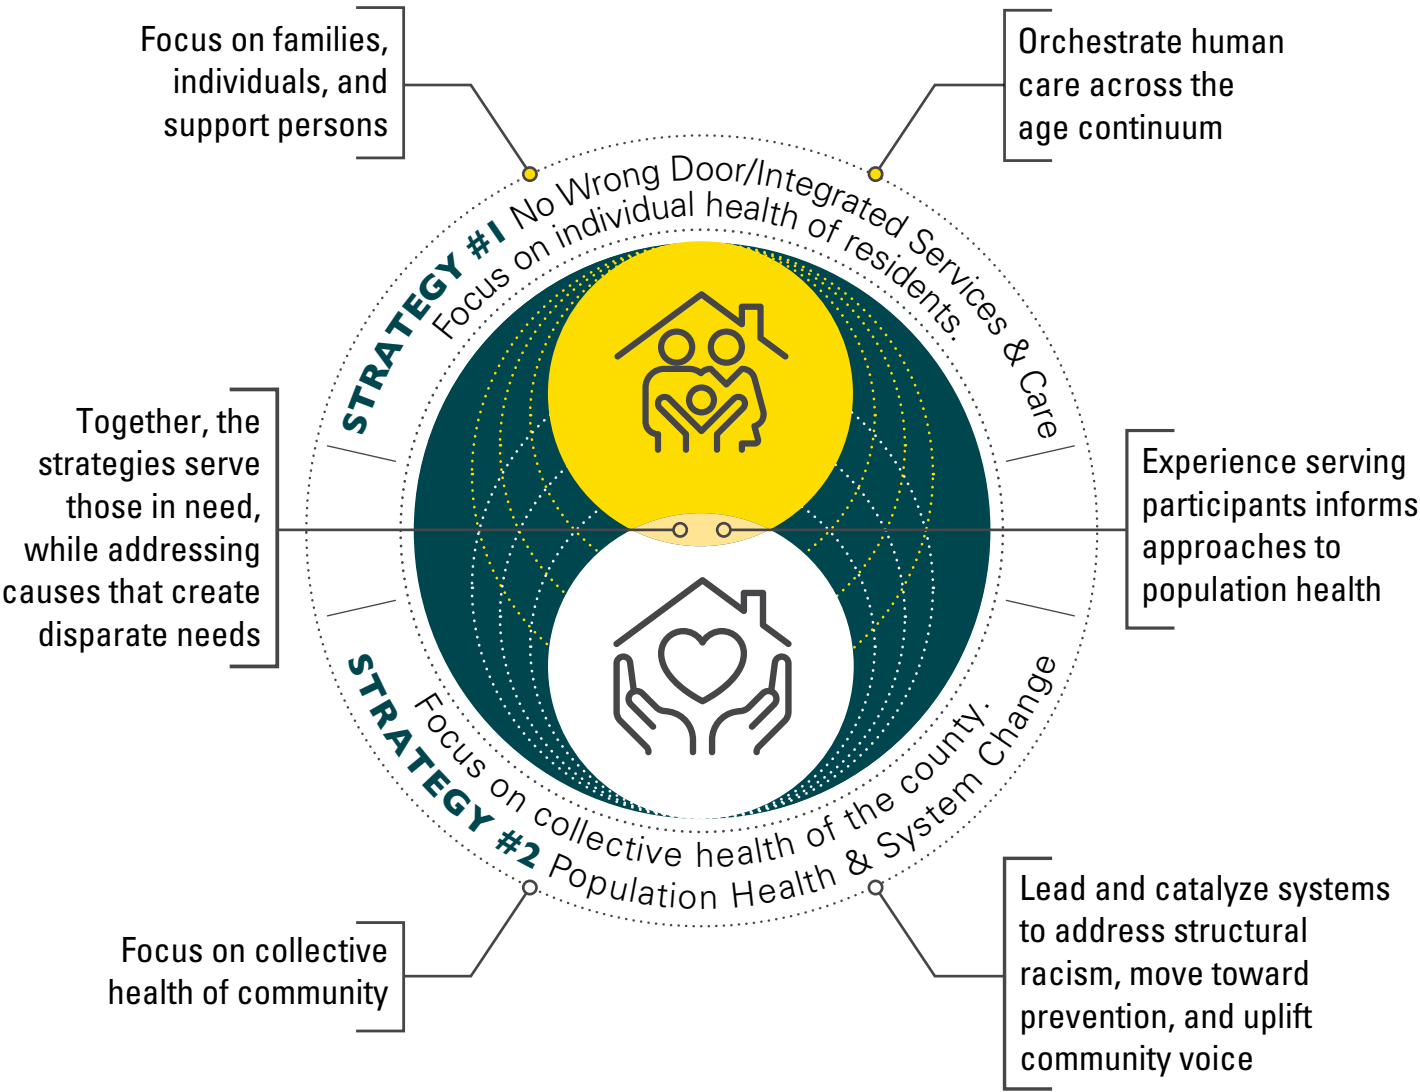 Focus on families,
individuals, and
support persons
Orchestrate human
care across the
age continuum
STRATEGY #1 No Wrong Door/Integrated Services & Care
Focus on individual health of residents.
Together, the
strategies serve
those in need,
while addressing
causes that create
disparate needs
Experience serving
participants informs
approaches to
population health
Focus on collective health of the county.
STRATEGY #2 Population Health & System Change
Focus on collective
health of community
Lead and catalyze systems
to address structural
racism, move toward
prevention, and uplift
community voice